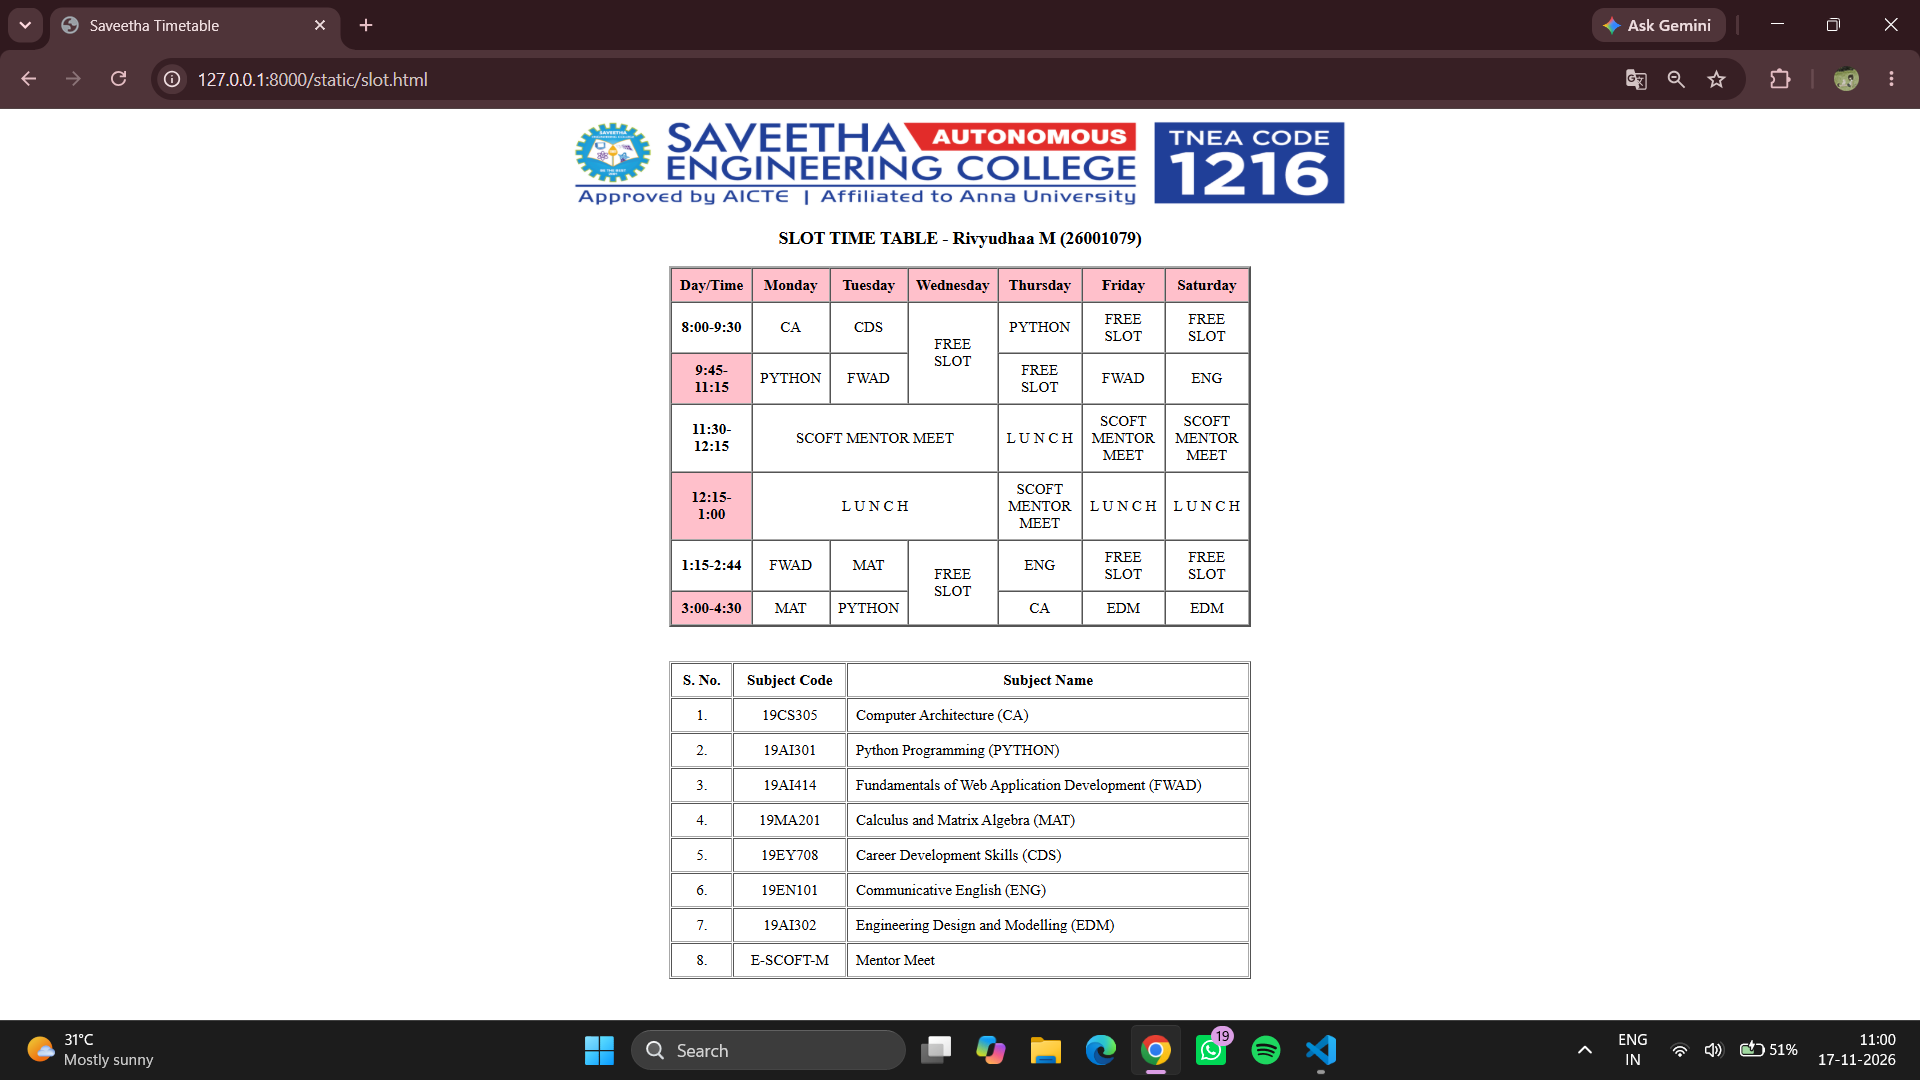 Saveetha Timetable
Ask Gemini
127.0.0.1:8000/static/slot.html
SAVEETHA AUTONOMOUS
ENGINEERING COLLEGE
Approved by AICTE | Affiliated to Anna University
TNEA CODE
1216
SLOT TIME TABLE - Rivyudhaa M (26001079)
Day/Time Monday Tuesday Wednesday Thursday Friday Saturday
8:00-9:30 CA CDS FREE SLOT PYTHON FREE SLOT FREE SLOT
9:45-11:15 PYTHON FWAD FREE SLOT FWAD ENG
11:30-12:15 SCOFT MENTOR MEET L U N C H SCOFT MENTOR MEET SCOFT MENTOR MEET
12:15-1:00 L U N C H SCOFT MENTOR MEET L U N C H L U N C H
1:15-2:44 FWAD MAT FREE SLOT ENG FREE SLOT FREE SLOT
3:00-4:30 MAT PYTHON CA EDM EDM
S. No. Subject Code Subject Name
1. 19CS305 Computer Architecture (CA)
2. 19AI301 Python Programming (PYTHON)
3. 19AI414 Fundamentals of Web Application Development (FWAD)
4. 19MA201 Calculus and Matrix Algebra (MAT)
5. 19EY708 Career Development Skills (CDS)
6. 19EN101 Communicative English (ENG)
7. 19AI302 Engineering Design and Modelling (EDM)
8. E-SCOFT-M Mentor Meet
31°C
Mostly sunny
Search
19
ENG
IN
51%
11:00
17-11-2026